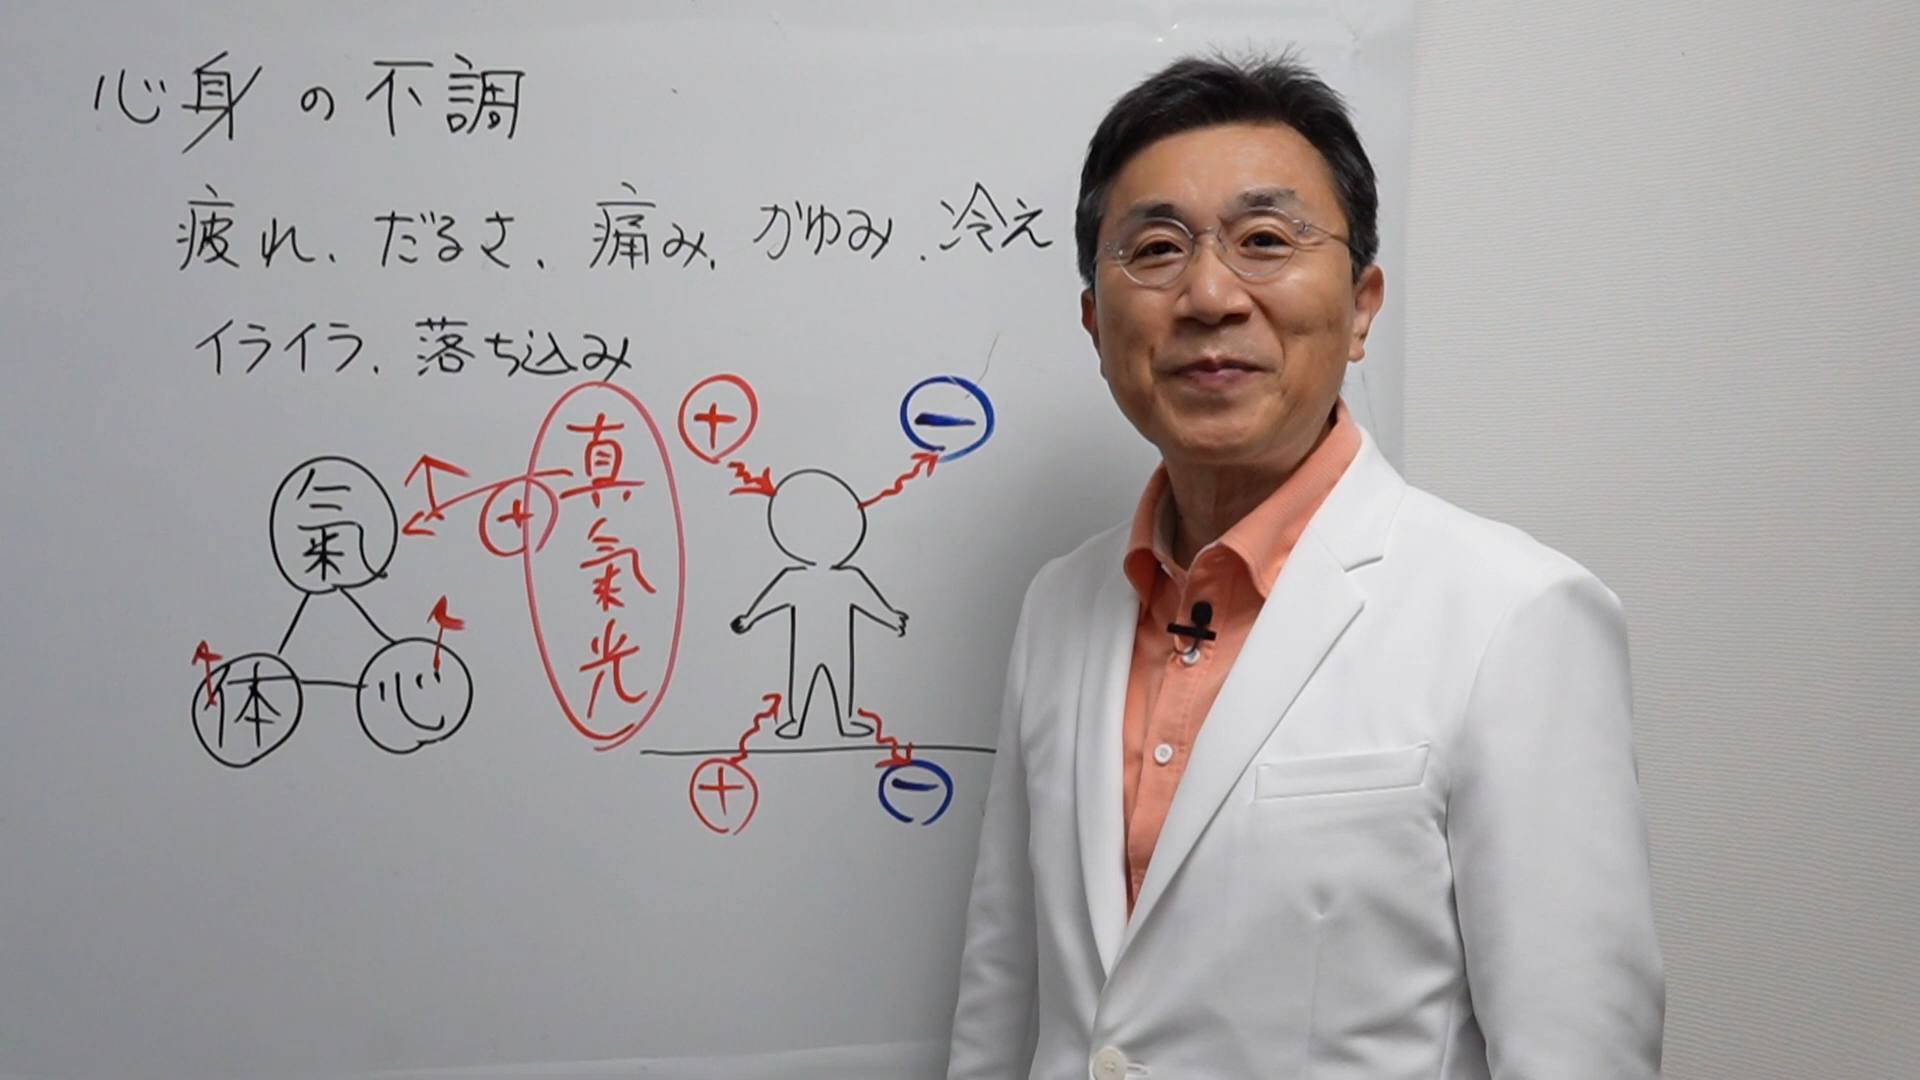 心身の不調
疲れ、だるさ、痛み、かゆみ、冷え
イライラ、落ち込み
真氣光
+
-
氣
+
体
心
+
-